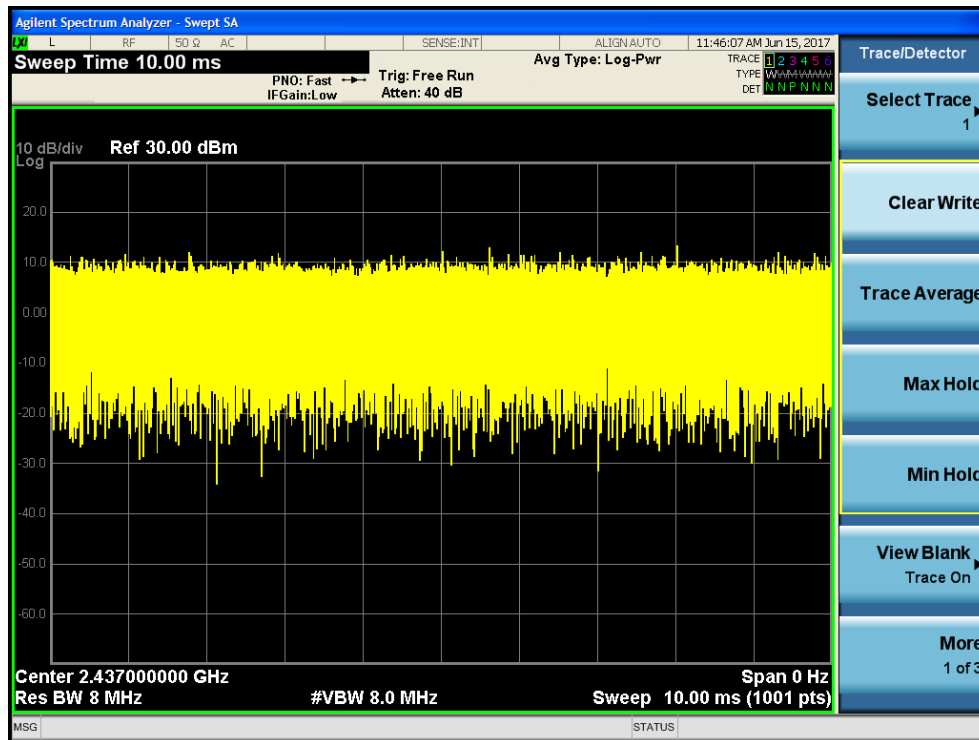 Agilent Spectrum Analyzer - Swept SA
LXI L RF 50 Ω AC SENSE:INT ALIGN AUTO 11:46:07 AM Jun 15, 2017
Sweep Time 10.00 ms
PNO: Fast
IFGain:Low
Trig: Free Run
Atten: 40 dB
Avg Type: Log-Pwr
TRACE 1 2 3 4 5 6
TYPE
DET N N P N N N
10 dB/div Ref 30.00 dBm
Log
20.0
10.0
0.00
-10.0
-20.0
-30.0
-40.0
-50.0
-60.0
Center 2.437000000 GHz Span 0 Hz
Res BW 8 MHz #VBW 8.0 MHz Sweep 10.00 ms (1001 pts)
MSG STATUS
Trace/Detector
Select Trace
1
Clear Write
Trace Average
Max Hold
Min Hold
View Blank
Trace On
More
1 of 3